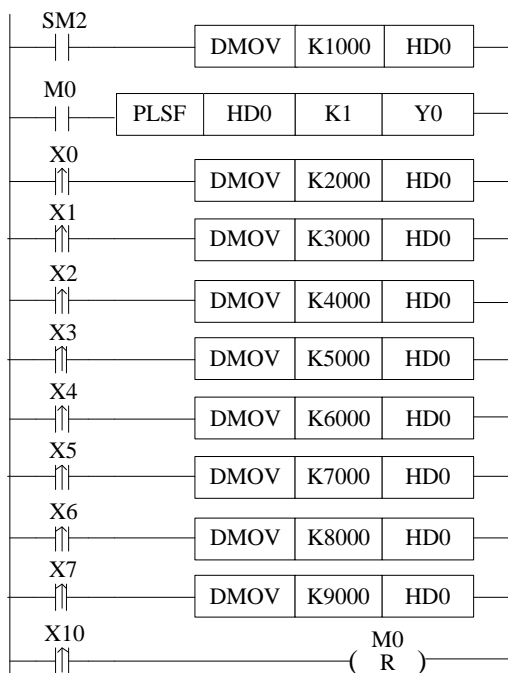 SM2
DMOV K1000 HD0
M0
PLSF HD0 K1 Y0
X0
DMOV K2000 HD0
X1
DMOV K3000 HD0
X2
DMOV K4000 HD0
X3
DMOV K5000 HD0
X4
DMOV K6000 HD0
X5
DMOV K7000 HD0
X6
DMOV K8000 HD0
X7
DMOV K9000 HD0
X10
M0
( R )